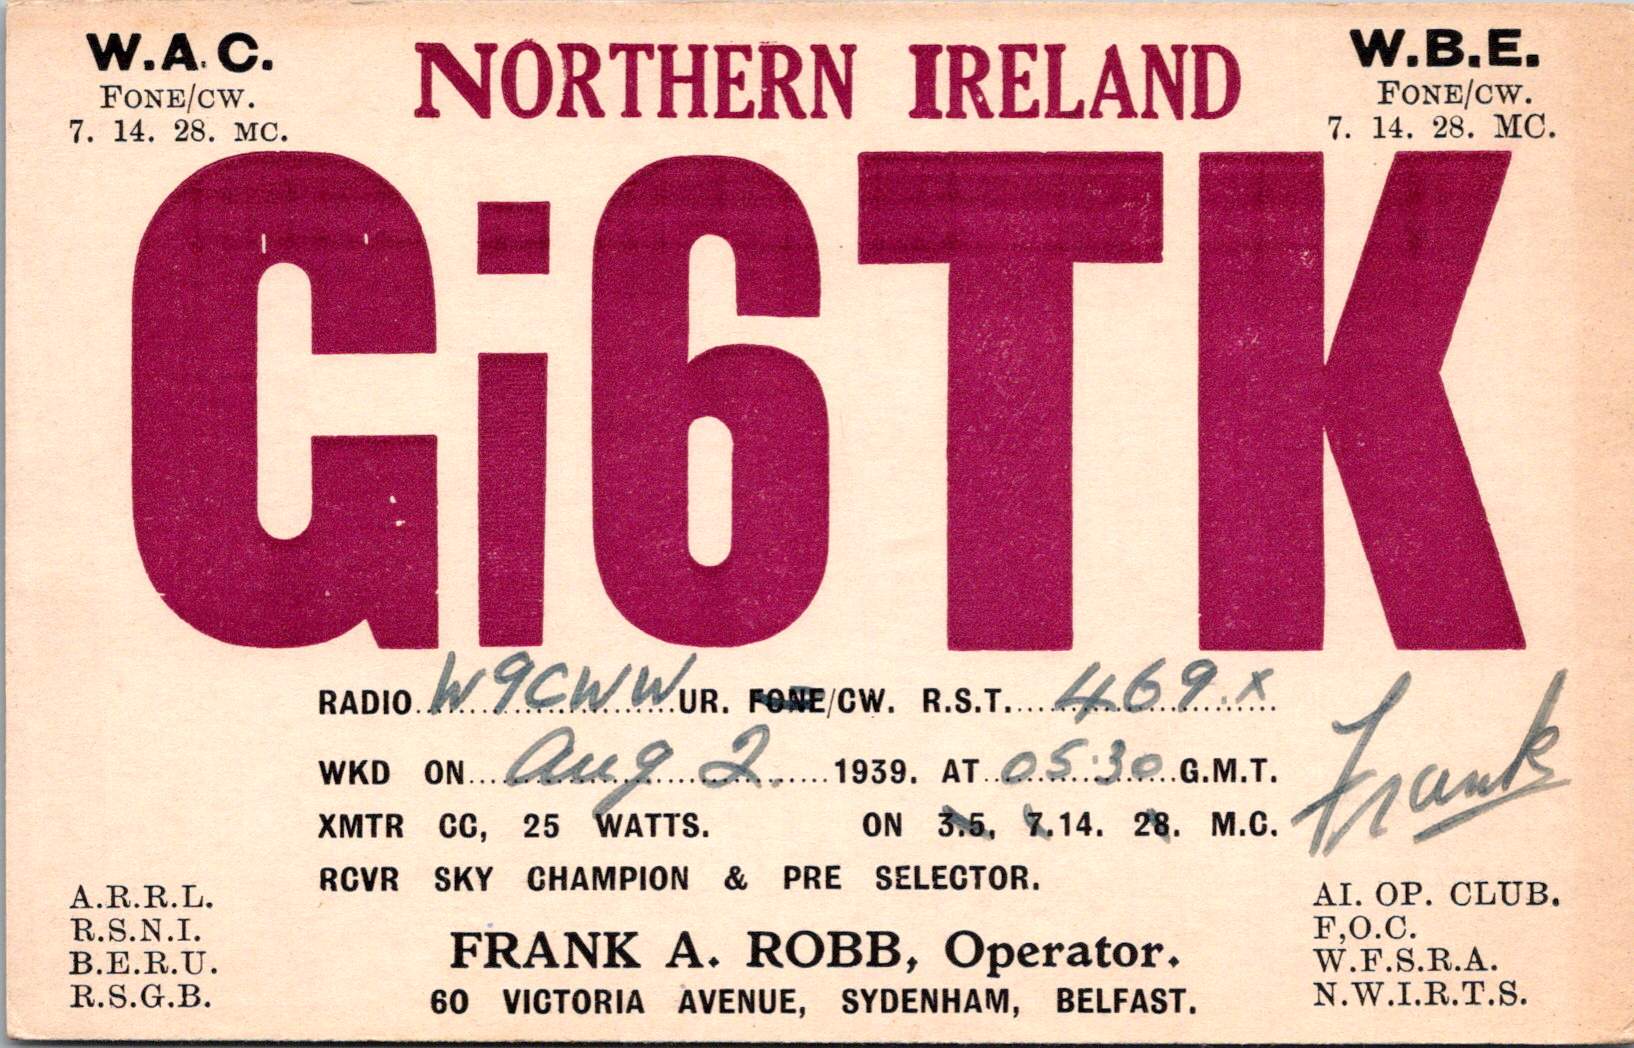 W.A.C.
FONE/CW.
7. 14. 28. MC.
NORTHERN IRELAND
W.B.E.
FONE/CW.
7. 14. 28. MC.
Gi6TK
RADIO W9CWW UR. FONE/CW. R.S.T. 469.X
WKD ON Aug 2 1939. AT 05.30 G.M.T.
XMTR CC, 25 WATTS. ON 3.5, 7.14. 28. M.C.
RCVR SKY CHAMPION & PRE SELECTOR.
Frank
A.R.R.L.
R.S.N.I.
B.E.R.U.
R.S.G.B.
FRANK A. ROBB, Operator.
60 VICTORIA AVENUE, SYDENHAM, BELFAST.
A1. OP. CLUB.
F,O.C.
W.F.S.R.A.
N.W.I.R.T.S.